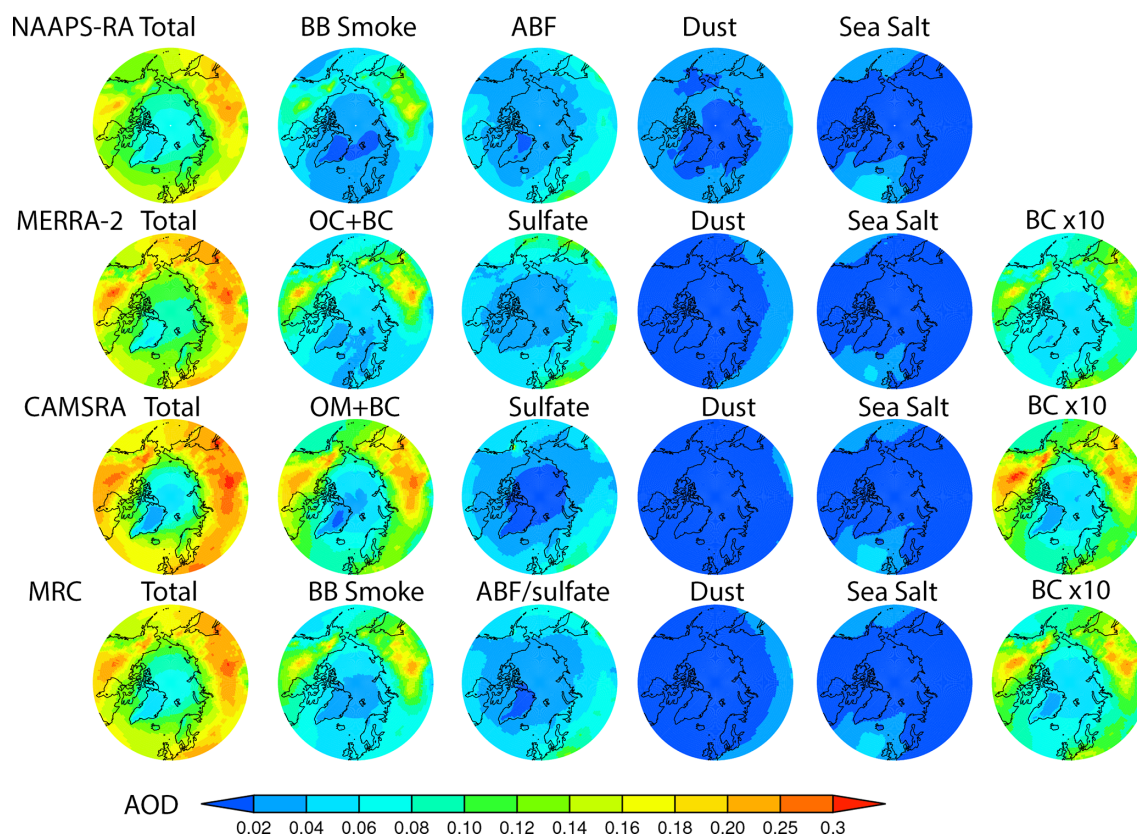 NAAPS-RA Total BB Smoke ABF Dust Sea Salt
MERRA-2 Total OC+BC Sulfate Dust Sea Salt BC x10
CAMSRA Total OM+BC Sulfate Dust Sea Salt BC x10
MRC Total BB Smoke ABF/sulfate Dust Sea Salt BC x10
AOD
0.02 0.04 0.06 0.08 0.10 0.14 0.16 0.18 0.20 0.25 0.3